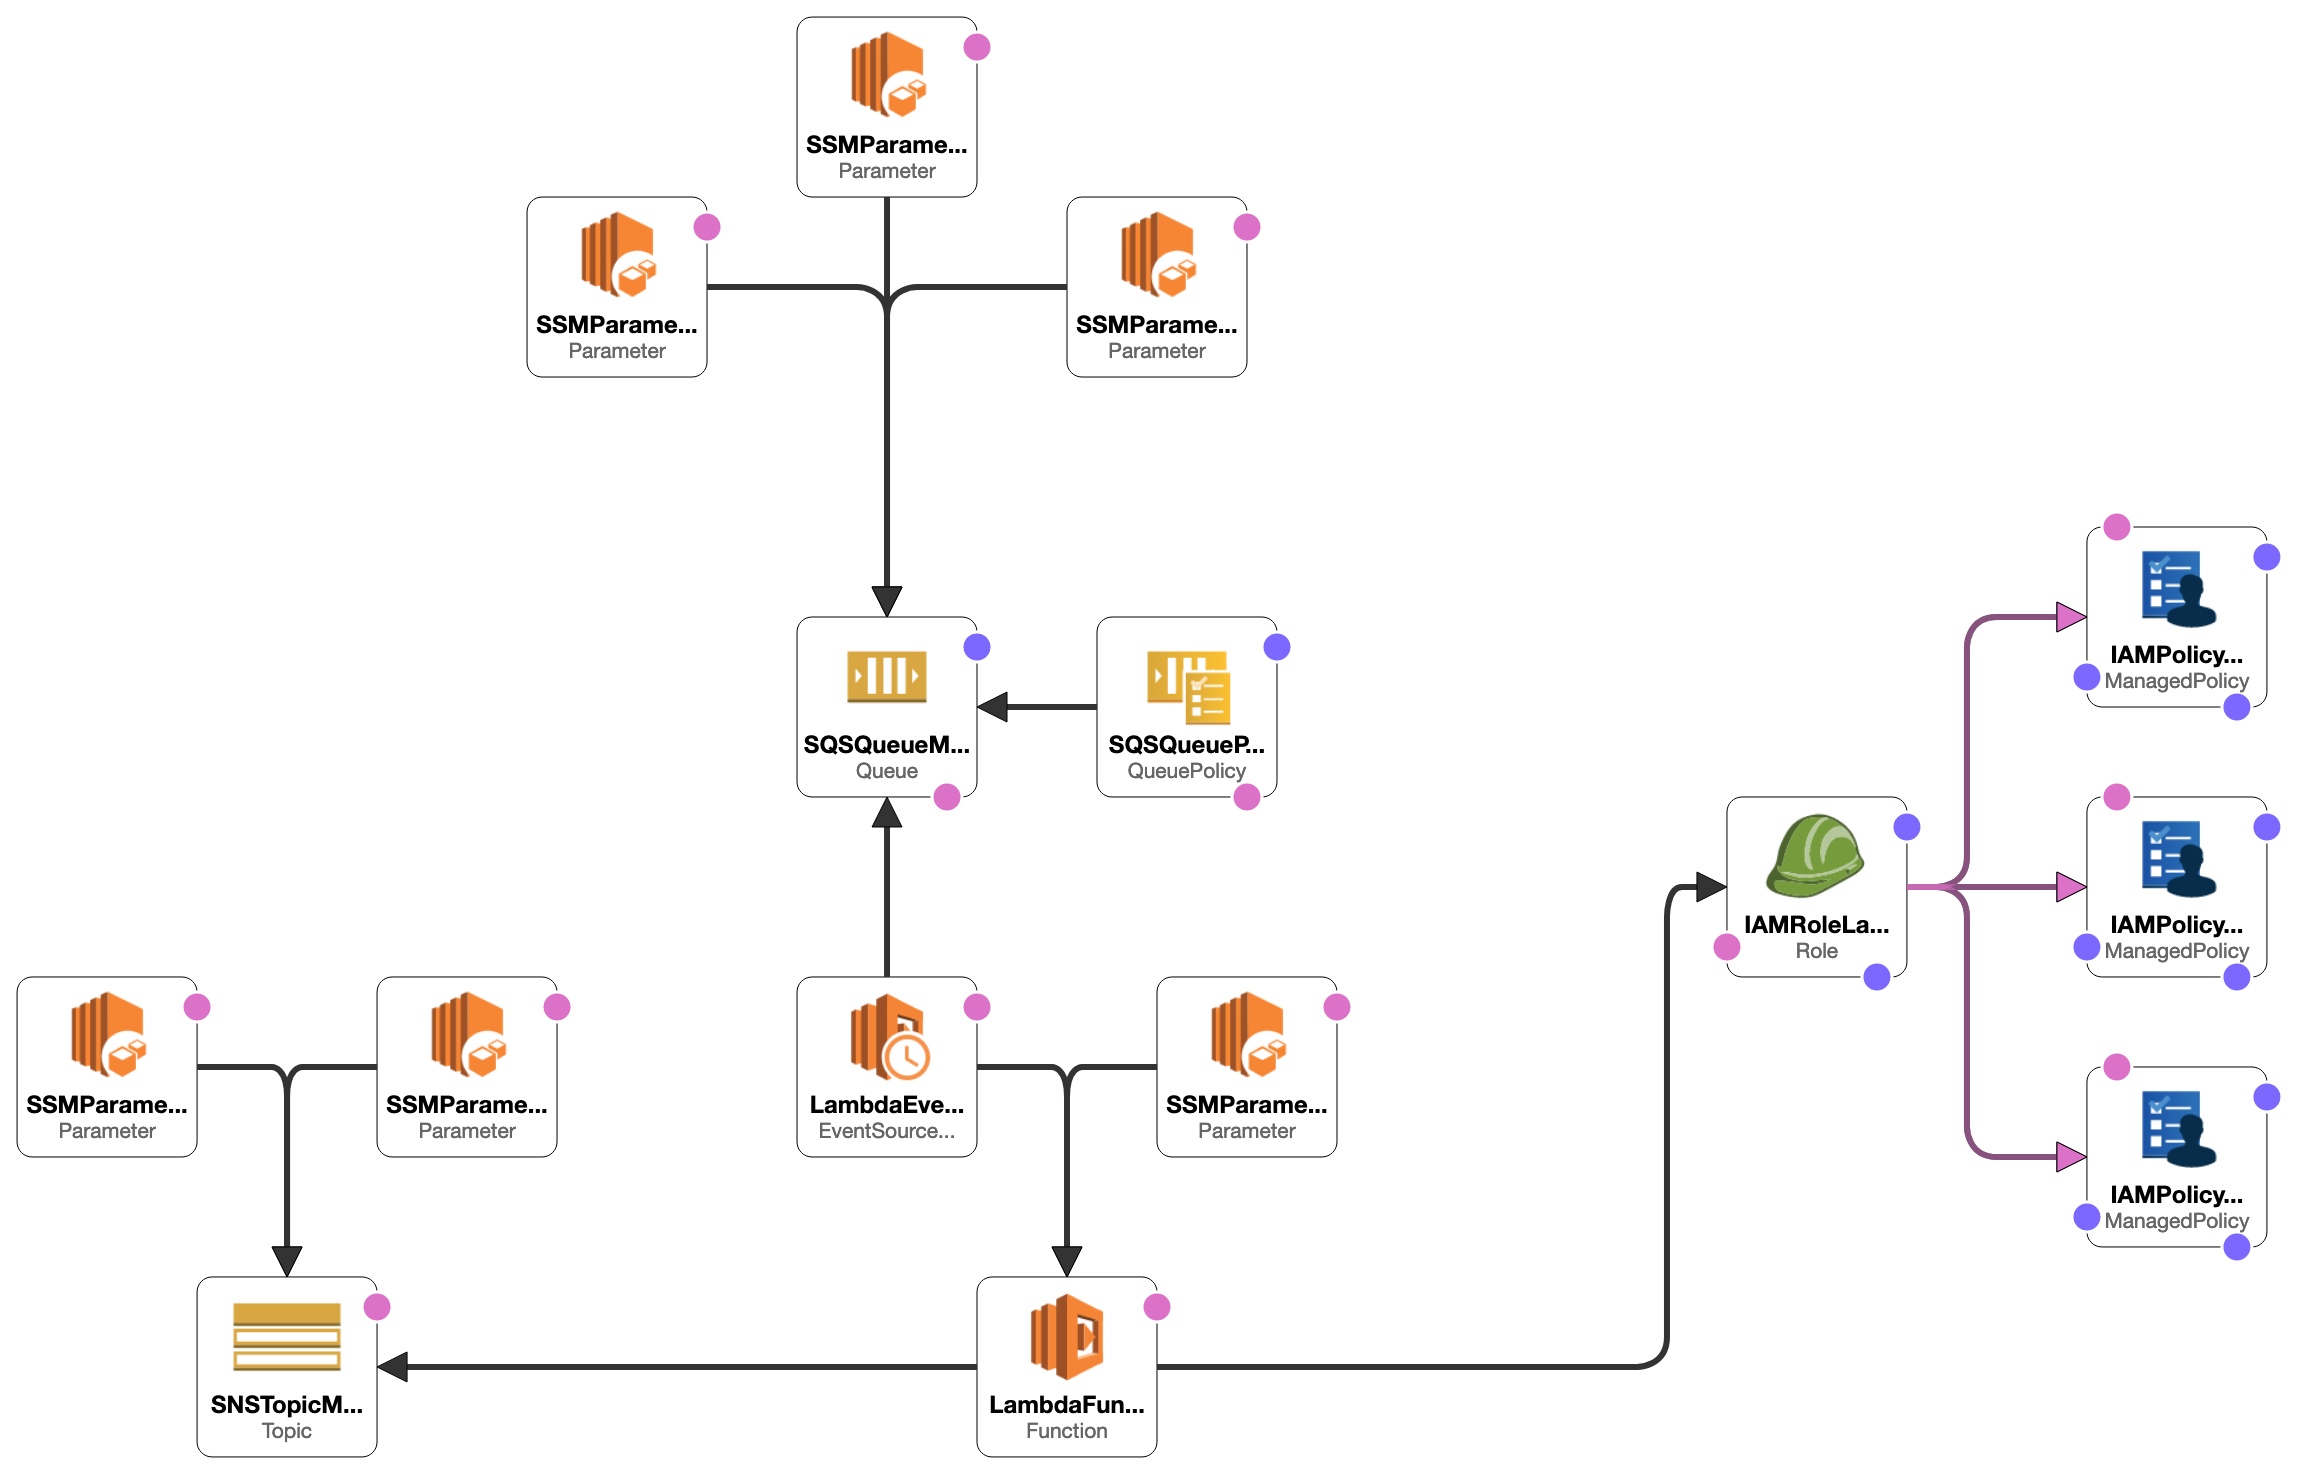 SSMParame...
Parameter
SSMParame...
Parameter
SSMParame...
Parameter
SQSQueueM...
Queue
SQSQueueP...
QueuePolicy
IAMPolicy...
ManagedPolicy
IAMRoleLa...
Role
IAMPolicy...
ManagedPolicy
SSMParame...
Parameter
SSMParame...
Parameter
LambdaEve...
EventSource...
SSMParame...
Parameter
IAMPolicy...
ManagedPolicy
SNSTopicM...
Topic
LambdaFun...
Function